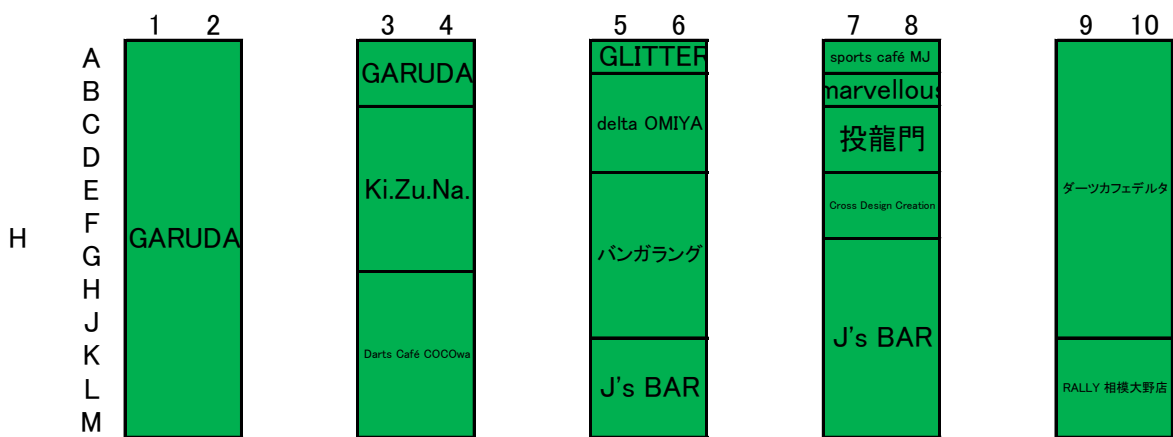 1 2 3 4 5 6 7 8 9 10
A
B
C
D
E
F
G
H
J
K
L
M
H
GARUDA
GARUDA
Ki.Zu.Na.
Darts Café COCOwa
GLITTER
delta OMIYA
バンガラング
J's BAR
sports café MJ
marvellous
投龍門
Cross Design Creation
J's BAR
ダーツカフェデルタ
RALLY 相模大野店